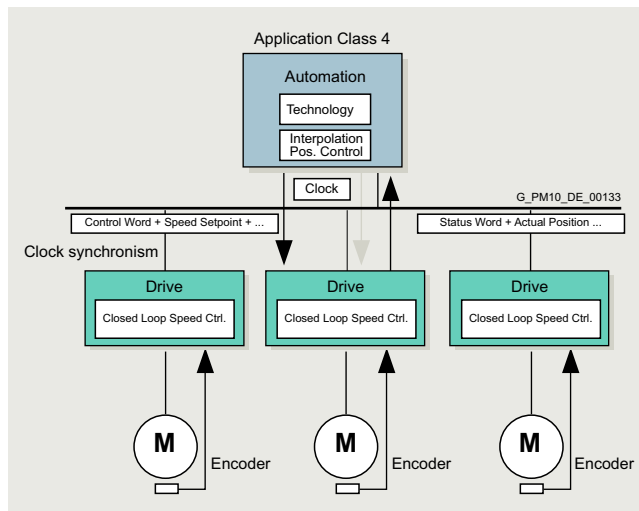 Application Class 4
Automation
Technology
Interpolation
Pos. Control
Clock
G_PM10_DE_00133
Control Word + Speed Setpoint + ...
Status Word + Actual Position ...
Clock synchronism
Drive
Drive
Drive
Closed Loop Speed Ctrl.
Closed Loop Speed Ctrl.
Closed Loop Speed Ctrl.
M
M
M
Encoder
Encoder
Encoder